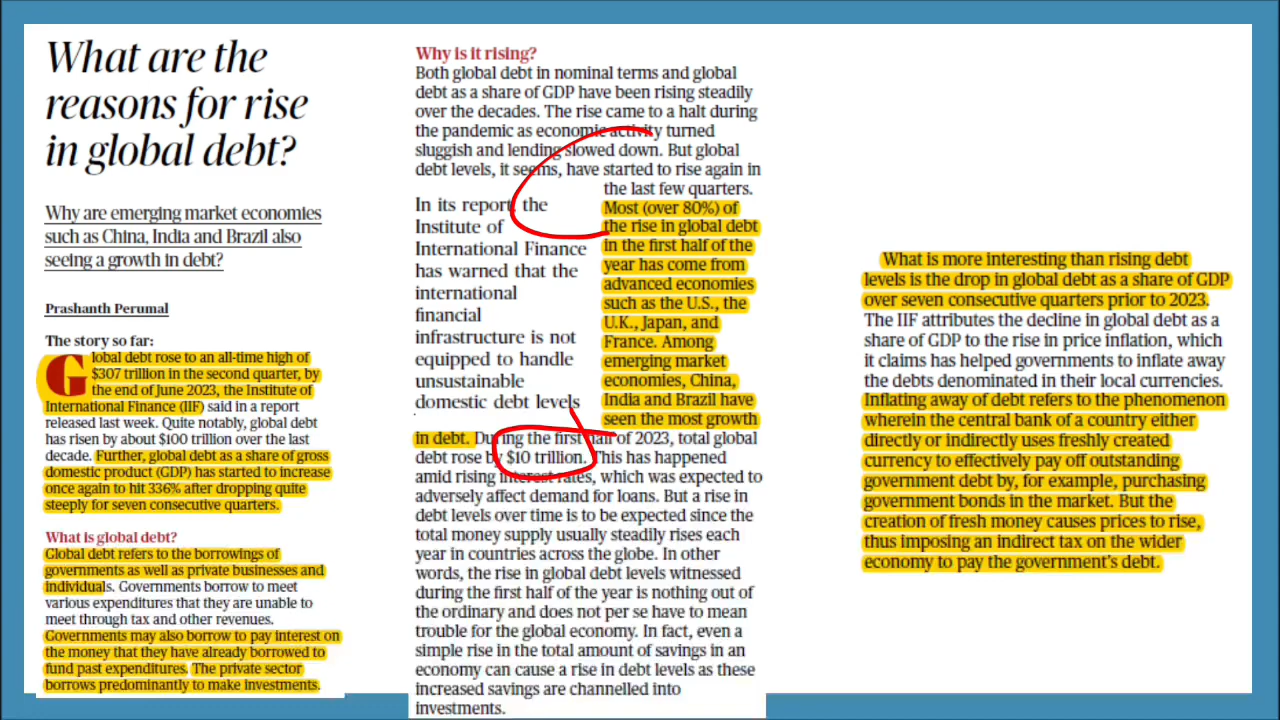 What are the
reasons for rise
in global debt?
Why are emerging market economies
such as China, India and Brazil also
seeing a growth in debt?
Prashanth Perumal
The story so far:
Global debt rose to an all-time high of
$307 trillion in the second quarter, by
the end of June 2023, the Institute of
International Finance (IIF) said in a report
released last week. Quite notably, global debt
has risen by about $100 trillion over the last
decade. Further, global debt as a share of gross
domestic product (GDP) has started to increase
once again to hit 336% after dropping quite
steeply for seven consecutive quarters.
What is global debt?
Global debt refers to the borrowings of
governments as well as private businesses and
individuals. Governments borrow to meet
various expenditures that they are unable to
meet through tax and other revenues.
Governments may also borrow to pay interest on
the money that they have already borrowed to
fund past expenditures. The private sector
borrows predominantly to make investments.
Why is it rising?
Both global debt in nominal terms and global
debt as a share of GDP have been rising steadily
over the decades. The rise came to a halt during
the pandemic as economic activity turned
sluggish and lending slowed down. But global
debt levels, it seems, have started to rise again in
the last few quarters.
Most (over 80%) of
the rise in global debt
in the first half of the
year has come from
advanced economies
such as the U.S., the
U.K., Japan, and
France. Among
emerging market
economies, China,
India and Brazil have
seen the most growth
In its report, the
Institute of
International Finance
has warned that the
international
financial
infrastructure is not
equipped to handle
unsustainable
domestic debt levels
in debt. During the first half of 2023, total global
debt rose by $10 trillion. This has happened
amid rising interest rates, which was expected to
adversely affect demand for loans. But a rise in
debt levels over time is to be expected since the
total money supply usually steadily rises each
year in countries across the globe. In other
words, the rise in global debt levels witnessed
during the first half of the year is nothing out of
the ordinary and does not per se have to mean
trouble for the global economy. In fact, even a
simple rise in the total amount of savings in an
economy can cause a rise in debt levels as these
increased savings are channelled into
investments.
What is more interesting than rising debt
levels is the drop in global debt as a share of GDP
over seven consecutive quarters prior to 2023.
The IIF attributes the decline in global debt as a
share of GDP to the rise in price inflation, which
it claims has helped governments to inflate away
the debts denominated in their local currencies.
Inflating away of debt refers to the phenomenon
wherein the central bank of a country either
directly or indirectly uses freshly created
currency to effectively pay off outstanding
government debt by, for example, purchasing
government bonds in the market. But the
creation of fresh money causes prices to rise,
thus imposing an indirect tax on the wider
economy to pay the government's debt.